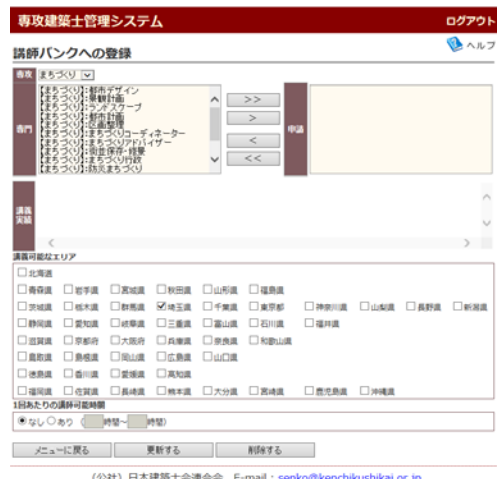 専攻建築士管理システム ログアウト
講師バンクへの登録 ヘルプ
専攻 まちづくり
専門
【まちづくり】:都市デザイン
【まちづくり】:景観計画
【まちづくり】:ランドスケープ
【まちづくり】:都市計画
【まちづくり】:区画整理
【まちづくり】:まちづくりコーディネーター
【まちづくり】:まちづくりアドバイザー
【まちづくり】:街並保存・修景
【まちづくり】:まちづくり行政
【まちづくり】:防災まちづくり
>>
>
<
<<
申請
講義
実績
講義可能なエリア
北海道
青森県 岩手県 宮城県 秋田県 山形県 福島県
茨城県 栃木県 群馬県 埼玉県 千葉県 東京都 神奈川県 山梨県 長野県 新潟県
静岡県 愛知県 岐阜県 三重県 富山県 石川県 福井県
滋賀県 京都府 大阪府 兵庫県 奈良県 和歌山県
鳥取県 島根県 岡山県 広島県 山口県
徳島県 香川県 愛媛県 高知県
福岡県 佐賀県 長崎県 熊本県 大分県 宮崎県 鹿児島県 沖縄県
1回あたりの講師可能時間
なし あり ( 時間~ 時間)
メニューに戻る 更新する 削除する
(公社) 日本建築士会連合会 E-mail : senko@kenchikushikai.or.jp